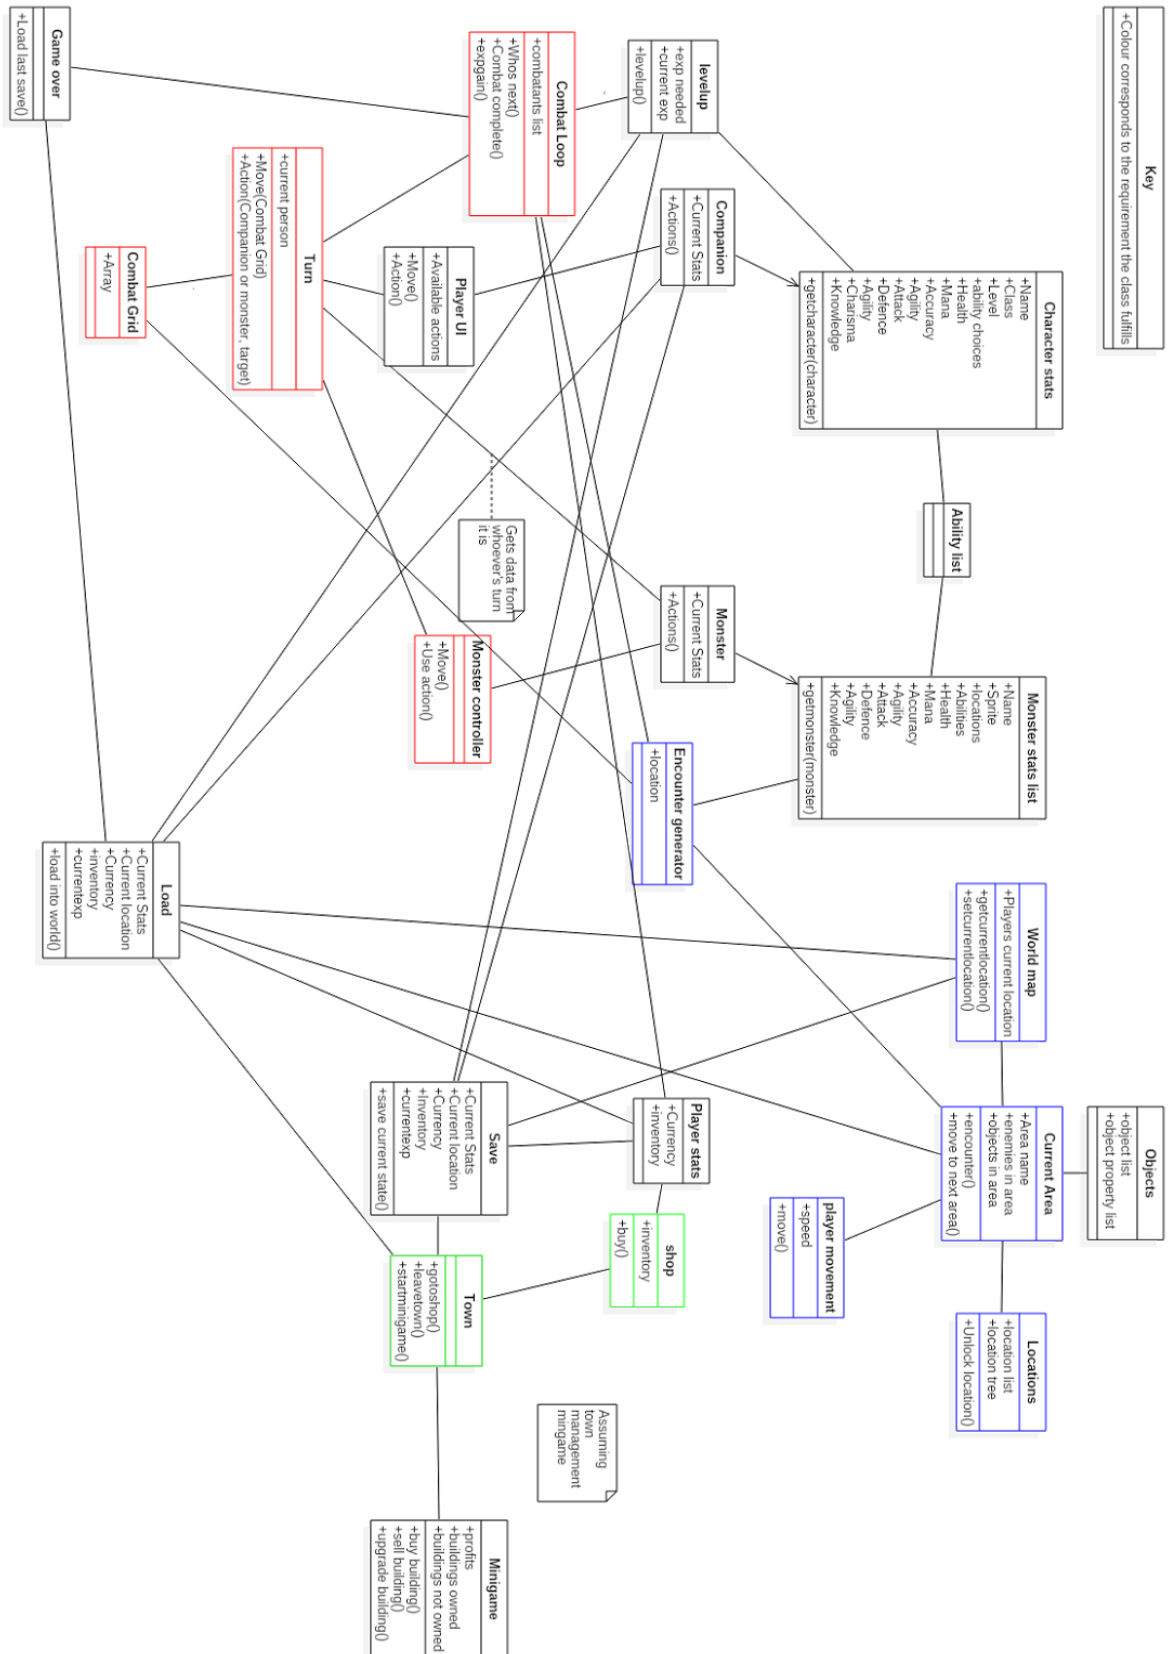 Key
+Colour corresponds to the requirement the class fulfills
Character stats
+Name
+Class
+Level
+ability choices
+Health
+Mana
+Accuracy
+Agility
+Attack
+Defence
+Agility
+Charisma
+Knowledge
+getcharacter(character)
Ability list
Monster stats list
+Name
+Sprite
+locations
+Abilities
+Health
+Mana
+Accuracy
+Agility
+Attack
+Defence
+Agility
+Knowledge
+getmonster(monster)
World map
+Players current location
+getcurrentlocation()
+setcurrentlocation()
Objects
+object list
+object property list
Current Area
+Area name
+enemies in area
+objects in area
+encounter()
+move to next area()
Locations
+location list
+location tree
+Unlock location()
player movement
+speed
+move()
levelup
+exp needed
+current exp
+levelup()
Companion
+Current Stats
+Actions()
Monster
+Current Stats
+Actions()
Encounter generator
+location
Player stats
+Currency
+inventory
shop
+inventory
+buy()
Combat Loop
+combatants list
+Whos next()
+Combat complete()
+expgain()
Player UI
+Available actions
+Move()
+Action()
Gets data from
whoever's turn
it is
Monster controller
+Move()
+Use action()
Save
+Current Stats
+Current location
+Currency
+Inventory
+currentexp
+save current state()
Town
+gotoshop()
+leavetown()
+startminigame()
Assuming
town
management
mingame
Minigame
+profits
+buildings owned
+buildings not owned
+buy building()
+sell building()
+upgrade building()
Turn
+current person
+Move(Combat Grid)
+Action(Companion or monster, target)
Combat Grid
+Array
Load
+Current Stats
+Current location
+Currency
+inventory
+currentexp
+load into world()
Game over
+Load last save()